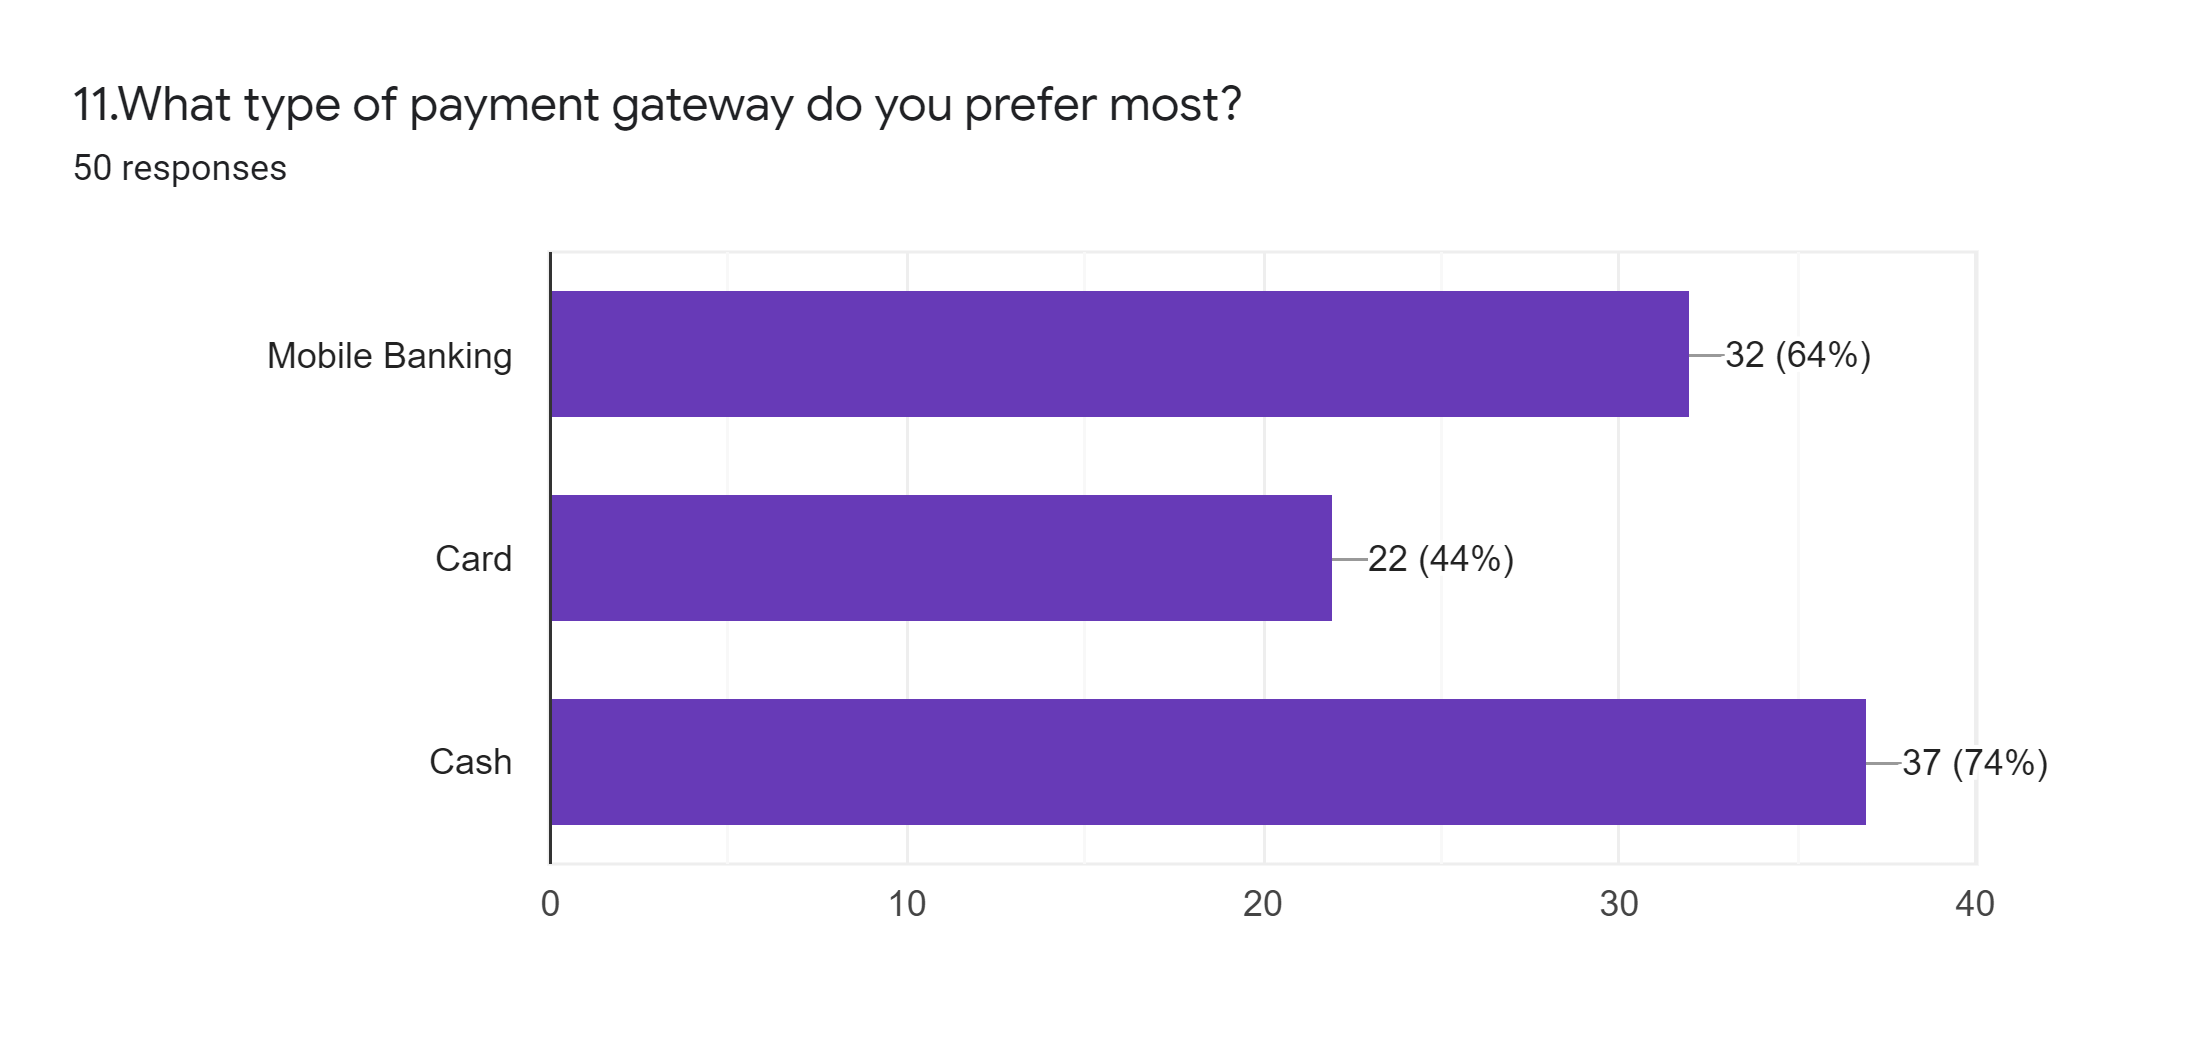 11.What type of payment gateway do you prefer most?
50 responses
Mobile Banking
32 (64%)
Card
22 (44%)
Cash
37 (74%)
0 10 20 30 40